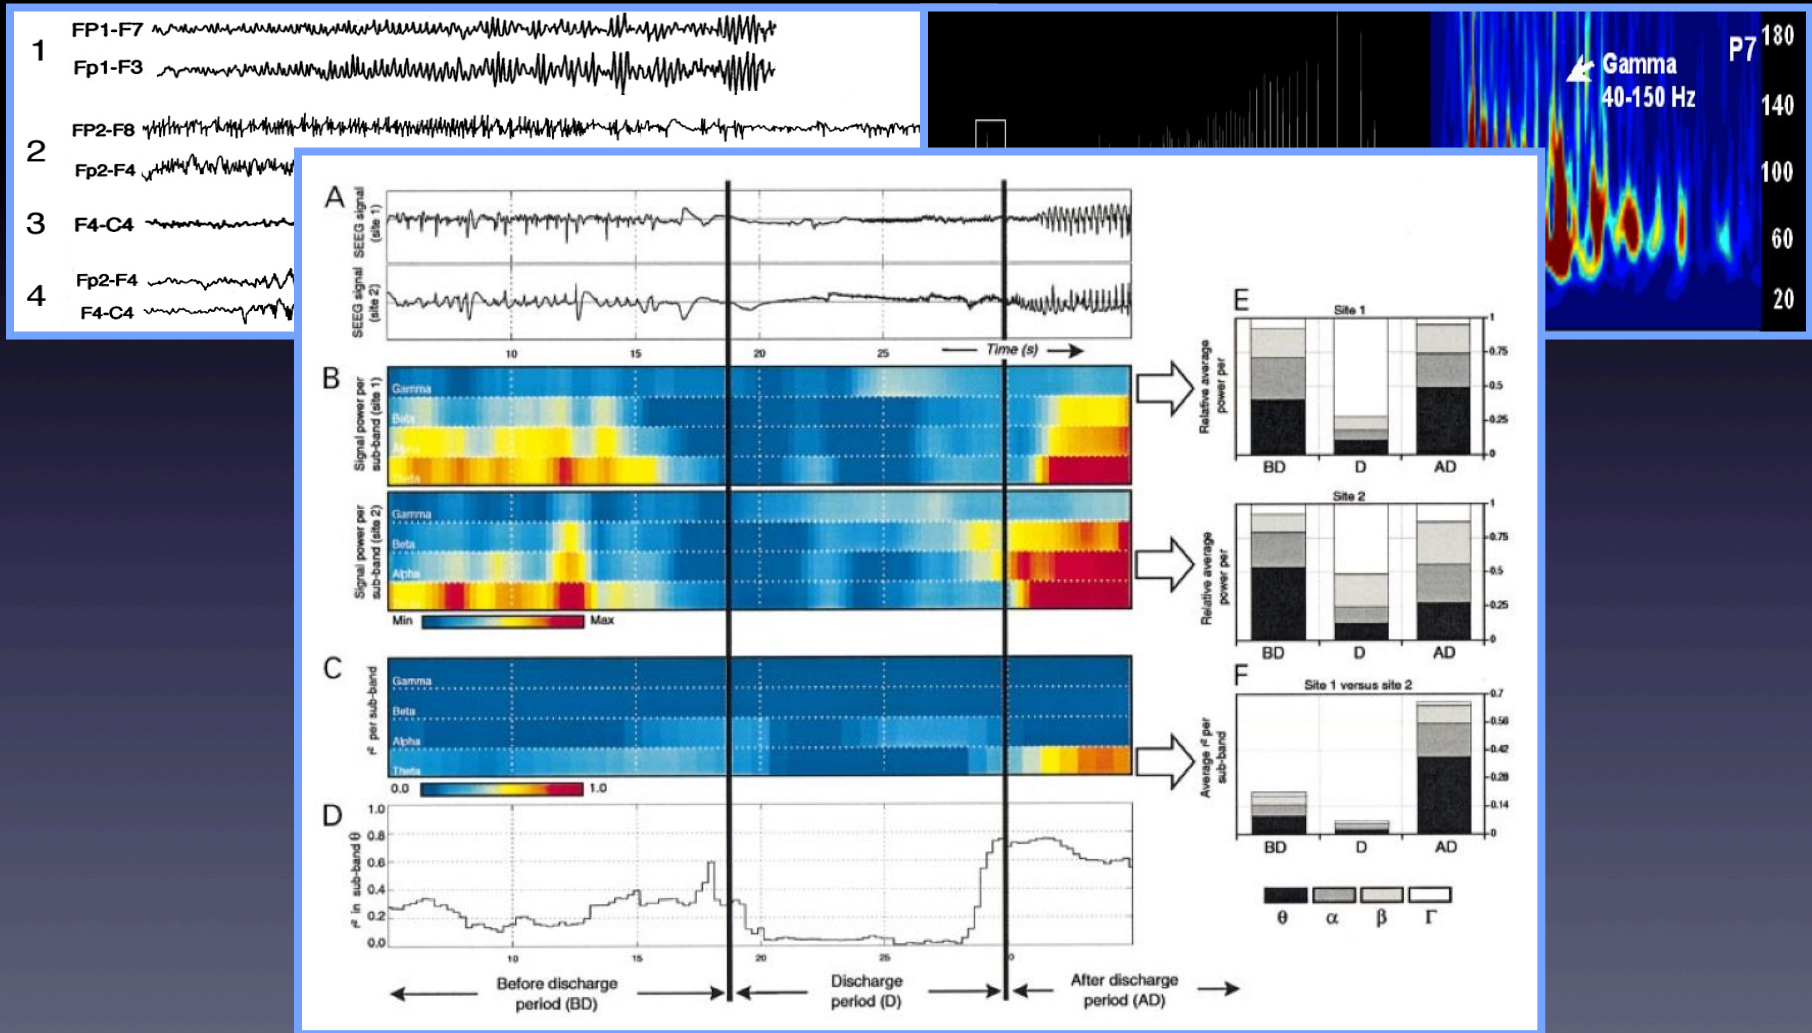 1
FP1-F7
Fp1-F3
2
FP2-F8
Fp2-F4
3
F4-C4
4
Fp2-F4
F4-C4
P7
Gamma
40-150 Hz
180
140
100
60
20
A
SEEG signal
(site 1)
SEEG signal
(site 2)
10 15 20 25
Time (s)
B
Signal power per
sub-band (site 1)
Gamma
Beta
Alpha
Theta
Signal power per
sub-band (site 2)
Gamma
Beta
Alpha
Min Max
C
r² per sub-band
Gamma
Beta
Alpha
Theta
0.0 1.0
D
r² in sub-band θ
1.0
0.8
0.6
0.4
0.2
0.0
10 15 20 25
Before discharge
period (BD)
Discharge
period (D)
After discharge
period (AD)
E
Site 1
Relative average
power per
1
0.75
0.5
0.25
0
BD D AD
Site 2
Relative average
power per
1
0.75
0.5
0.25
0
BD D AD
F
Site 1 versus site 2
Average r² per
sub-band
0.7
0.56
0.42
0.28
0.14
0
BD D AD
θ α β Γ